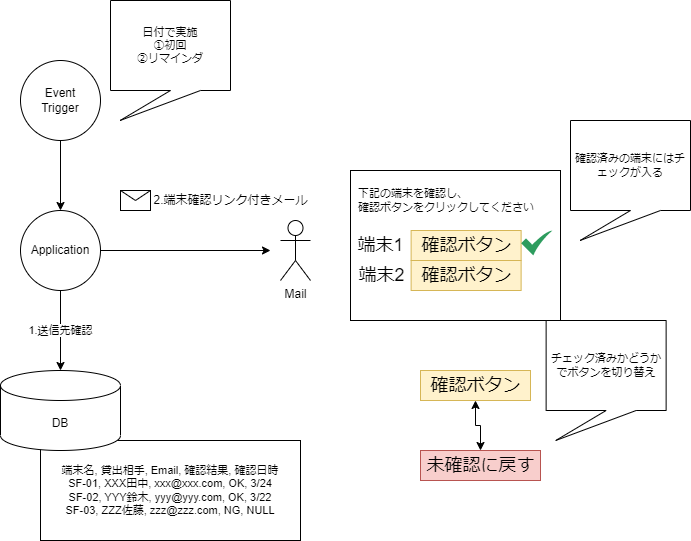 日付で実施
①初回
②リマインダ
Event
Trigger
2.端末確認リンク付きメール
Application
Mail
1.送信先確認
DB
端末名, 貸出相手, Email, 確認結果, 確認日時
SF-01, XXX田中, xxx@xxx.com, OK, 3/24
SF-02, YYY鈴木, yyy@yyy.com, OK, 3/22
SF-03, ZZZ佐藤, zzz@zzz.com, NG, NULL
確認済みの端末にはチ
ェックが入る
下記の端末を確認し、
確認ボタンをクリックしてください
端末1 確認ボタン
端末2 確認ボタン
チェック済みかどうか
でボタンを切り替え
確認ボタン
未確認に戻す